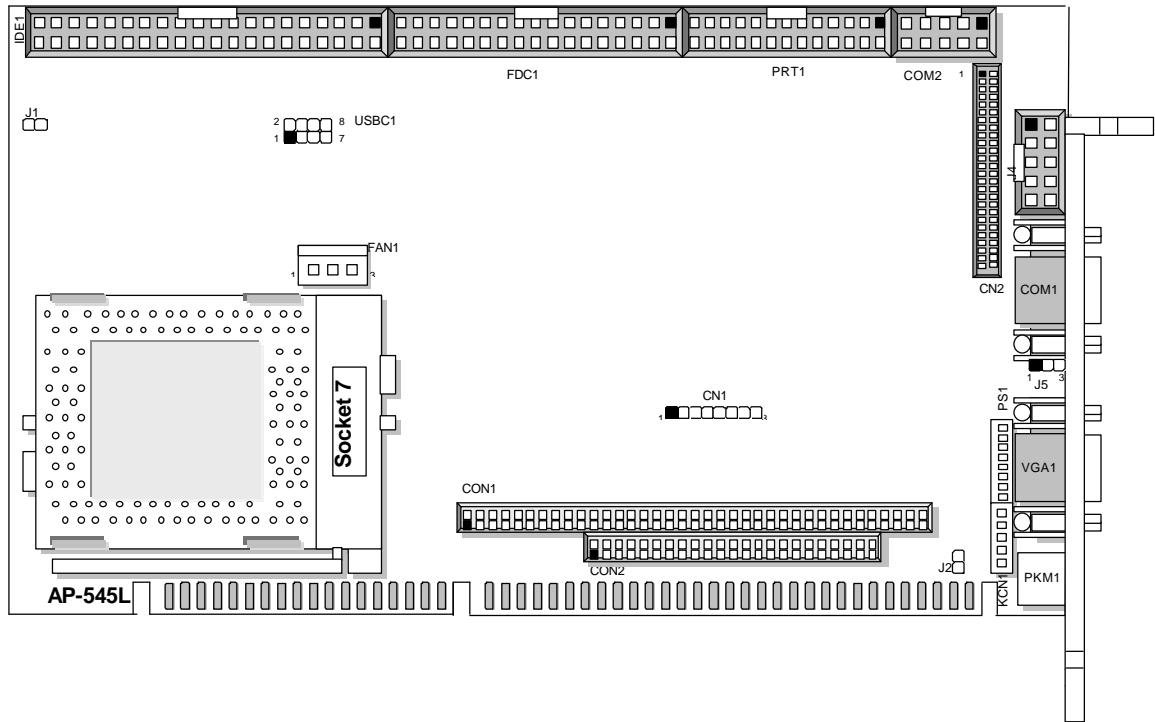 IDE1
FDC1
PRT1
COM2
1
J1
2 8 USBC1
1 7
J4
FAN1
1 3
CN2
COM1
1 3
J5
PS1
CN1
1
Socket 7
VGA1
CON1
CON2
J2
KCN1
PKM1
AP-545L